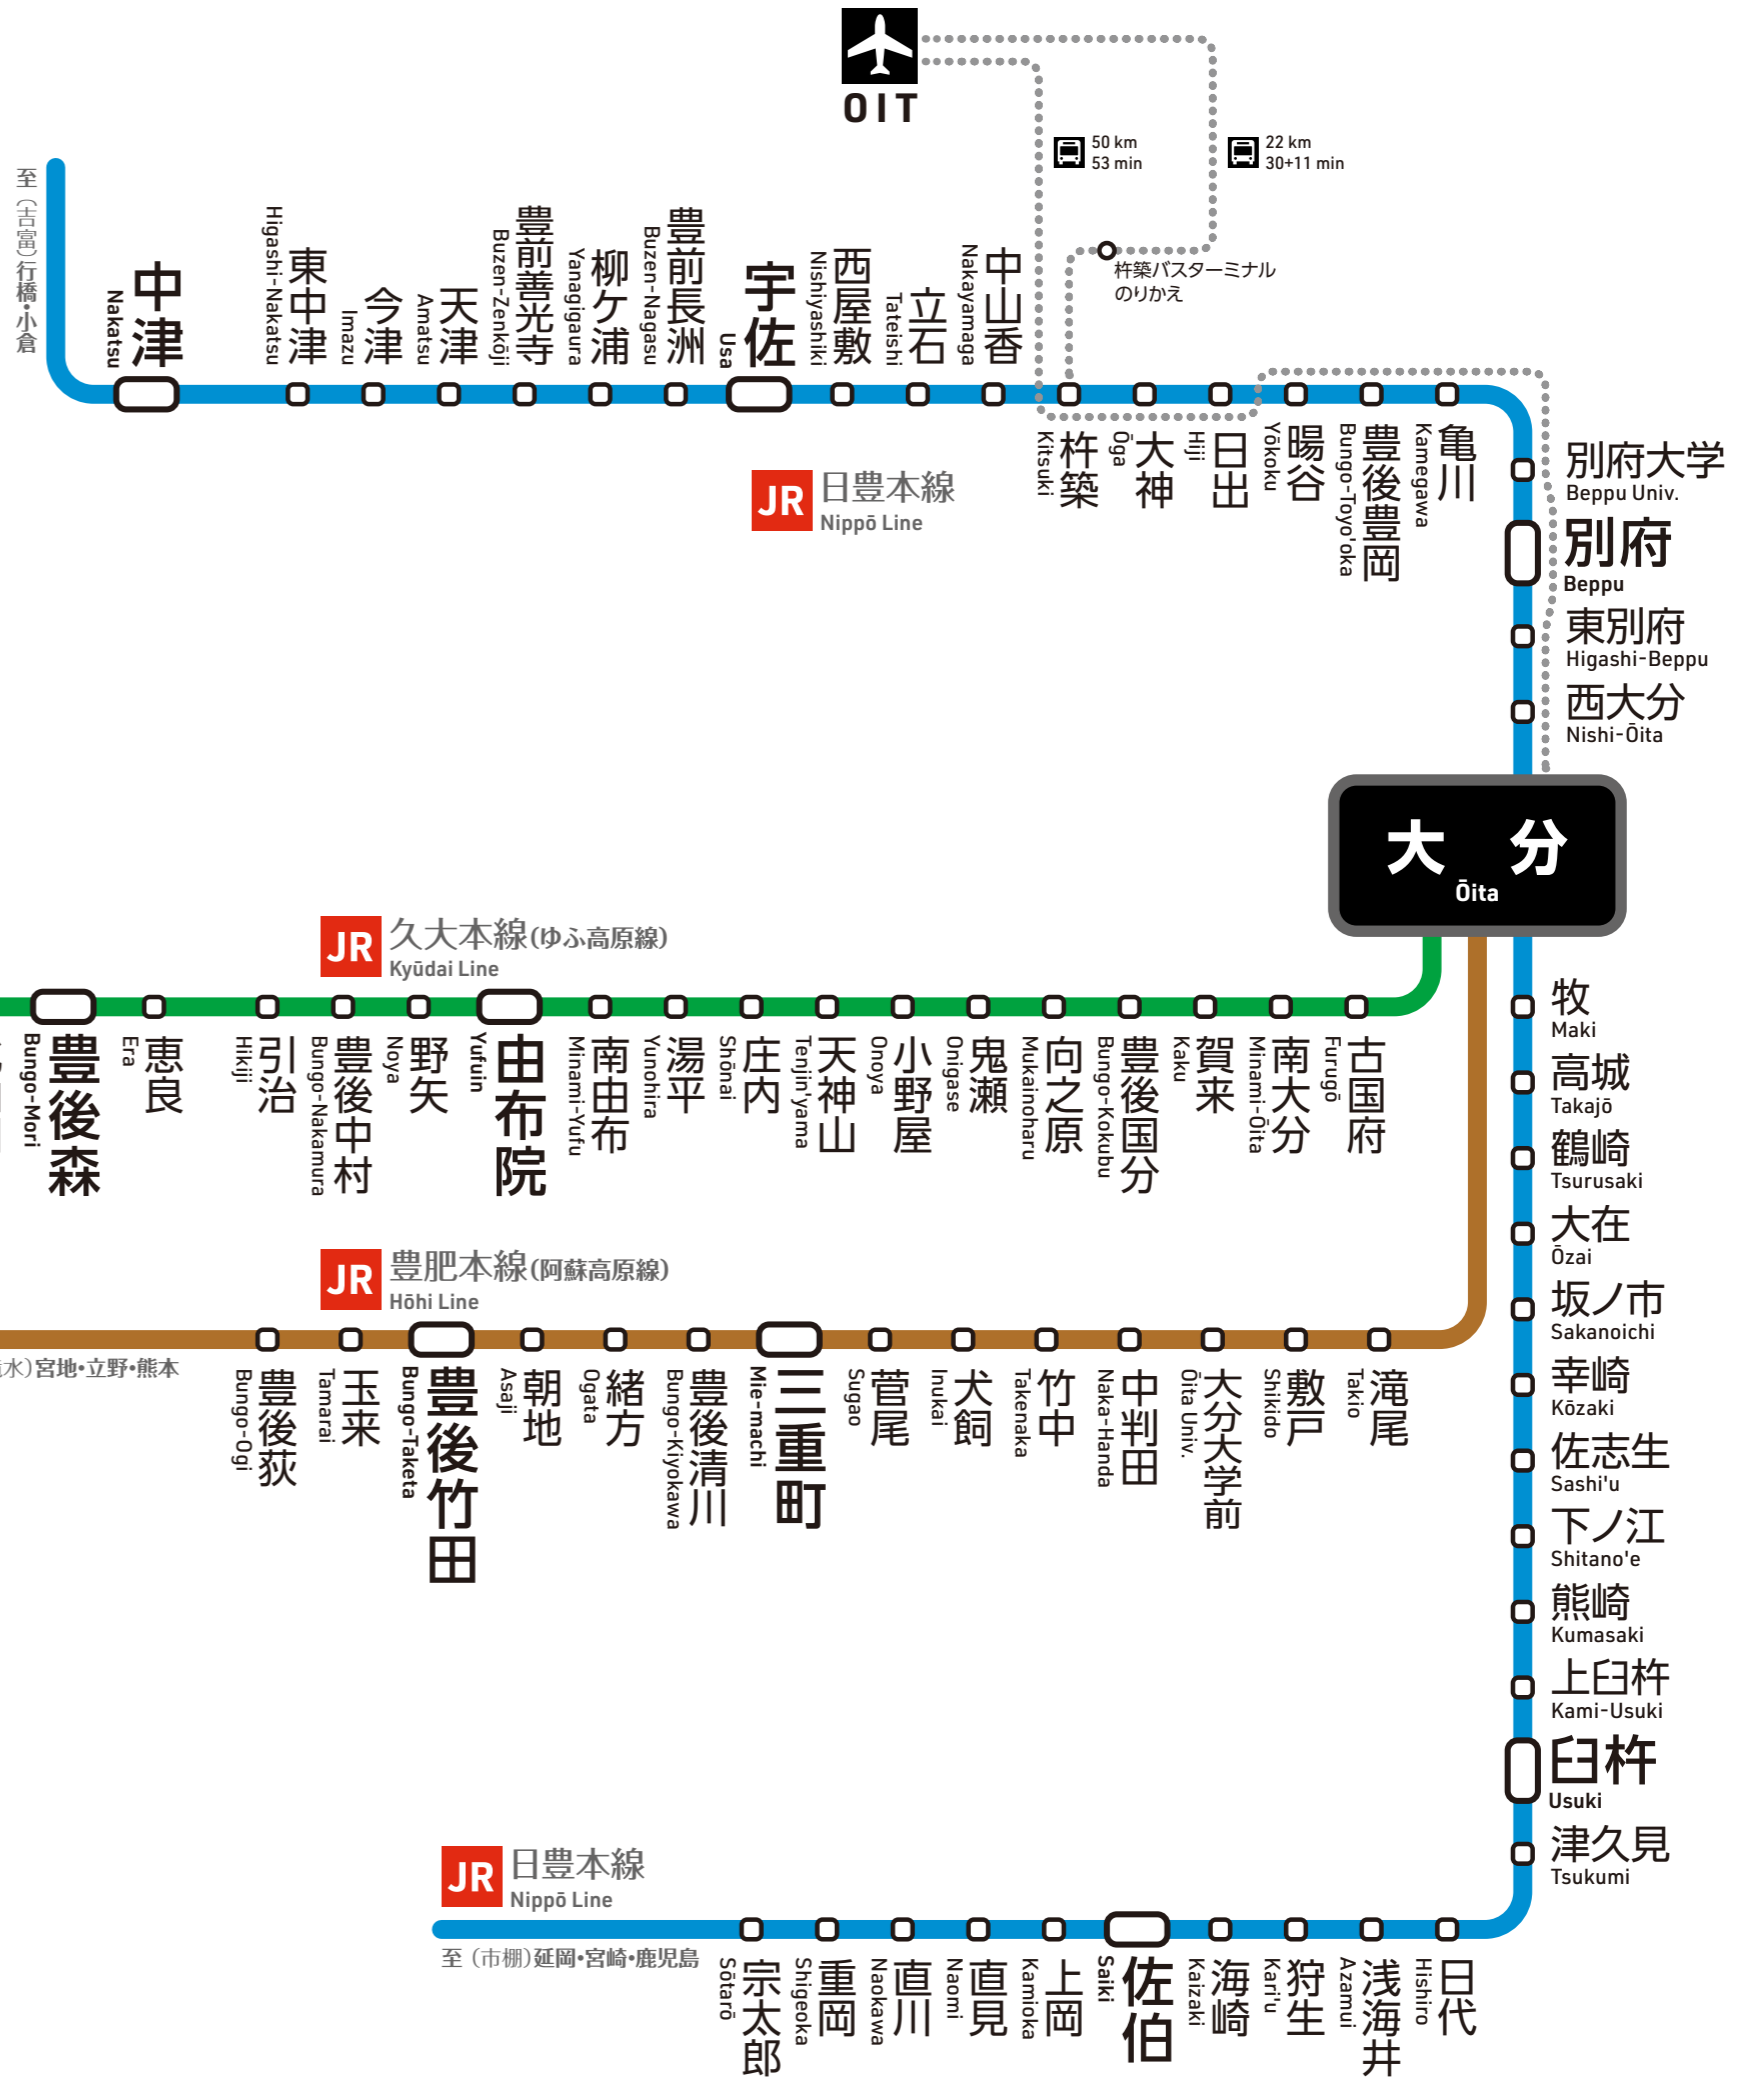 OIT
50 km
53 min
22 km
30+11 min
杵築バスターミナル
のりかえ
至（吉富）行橋・小倉
中津
Nakatsu
東中津
Higashi-Nakatsu
今津
Imazu
天津
Amatsu
豊前善光寺
Buzen-Zenkōji
柳ケ浦
Yanagigaura
豊前長洲
Buzen-Nagasu
宇佐
Usa
西屋敷
Nishiyashiki
立石
Tateishi
中山香
Nakayamaga
杵築
Kitsuki
大神
Ōga
日出
Hiji
暘谷
Yōkoku
豊後豊岡
Bungo-Toyo'oka
亀川
Kamegawa
JR 日豊本線
Nippō Line
別府大学
Beppu Univ.
別府
Beppu
東別府
Higashi-Beppu
西大分
Nishi-Ōita
大分
Ōita
JR 久大本線(ゆふ高原線)
Kyūdai Line
豊後森
Bungo-Mori
恵良
Era
引治
Hikiji
豊後中村
Bungo-Nakamura
野矢
Noya
由布院
Yufuin
南由布
Minami-Yufu
湯平
Yunohira
庄内
Shōnai
天神山
Tenjin'yama
小野屋
Onoya
鬼瀬
Onigase
向之原
Mukainoharu
豊後国分
Bungo-Kokubu
賀来
Kaku
南大分
Minami-Ōita
古国府
Furugō
JR 豊肥本線(阿蘇高原線)
Hōhi Line
水）宮地・立野・熊本
豊後荻
Bungo-Ogi
玉来
Tamarai
豊後竹田
Bungo-Taketa
朝地
Asaji
緒方
Ogata
豊後清川
Bungo-Kiyokawa
三重町
Mie-machi
菅尾
Sugao
犬飼
Inukai
竹中
Takenaka
中判田
Naka-Handa
大分大学前
Ōita Univ.
敷戸
Shikido
滝尾
Takio
牧
Maki
高城
Takajō
鶴崎
Tsurusaki
大在
Ōzai
坂ノ市
Sakanoichi
幸崎
Kōzaki
佐志生
Sashi'u
下ノ江
Shitano'e
熊崎
Kumasaki
上臼杵
Kami-Usuki
臼杵
Usuki
津久見
Tsukumi
JR 日豊本線
Nippō Line
至（市棚）延岡・宮崎・鹿児島
宗太郎
Sōtarō
重岡
Shigeoka
直川
Naokawa
直見
Naomi
上岡
Kamioka
佐伯
Saiki
海崎
Kaizaki
狩生
Kari'u
浅海井
Azamui
日代
Hishiro